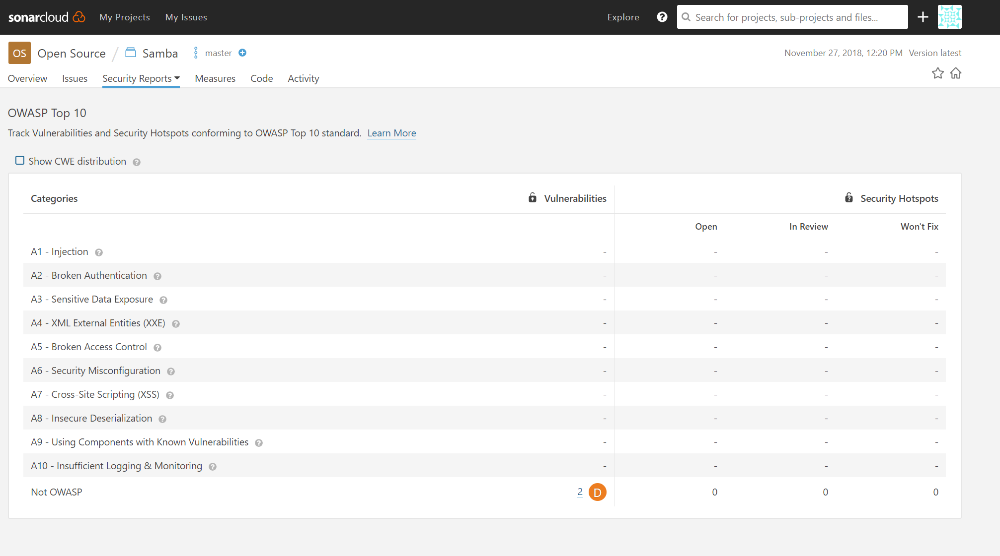 sonarcloud My Projects My Issues Explore ? Search for projects, sub-projects and files... +
OS Open Source / Samba master November 27, 2018, 12:20 PM Version latest
Overview Issues Security Reports Measures Code Activity
OWASP Top 10
Track Vulnerabilities and Security Hotspots conforming to OWASP Top 10 standard. Learn More
Show CWE distribution ?
Categories Vulnerabilities ? Security Hotspots
Open In Review Won't Fix
A1 - Injection ? - - - -
A2 - Broken Authentication ? - - - -
A3 - Sensitive Data Exposure ? - - - -
A4 - XML External Entities (XXE) ? - - - -
A5 - Broken Access Control ? - - - -
A6 - Security Misconfiguration ? - - - -
A7 - Cross-Site Scripting (XSS) ? - - - -
A8 - Insecure Deserialization ? - - - -
A9 - Using Components with Known Vulnerabilities ? - - - -
A10 - Insufficient Logging & Monitoring ? - - - -
Not OWASP 2 D 0 0 0